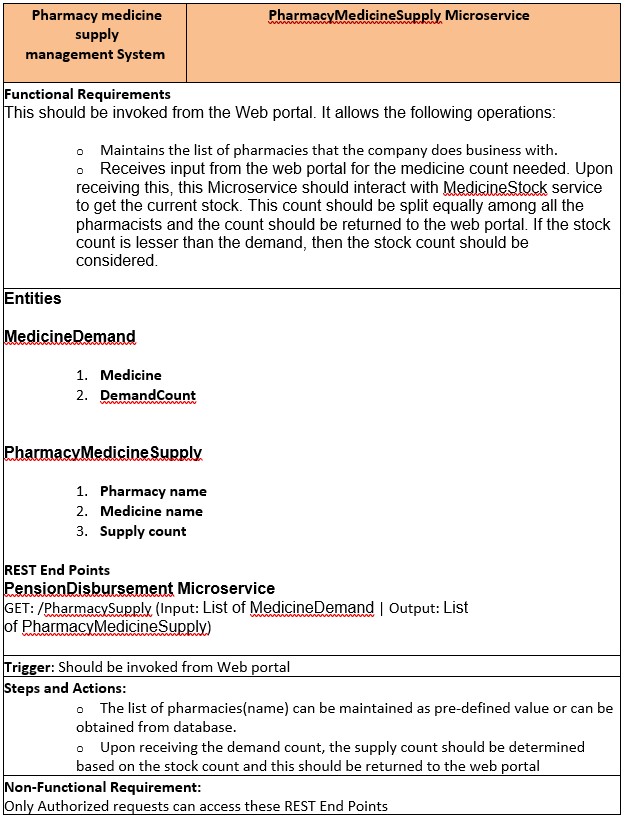 Pharmacy medicine
supply
management System
PharmacyMedicineSupply Microservice
Functional Requirements
This should be invoked from the Web portal. It allows the following operations:
o Maintains the list of pharmacies that the company does business with.
o Receives input from the web portal for the medicine count needed. Upon
receiving this, this Microservice should interact with MedicineStock service
to get the current stock. This count should be split equally among all the
pharmacists and the count should be returned to the web portal. If the stock
count is lesser than the demand, then the stock count should be
considered.
Entities
MedicineDemand
1. Medicine
2. DemandCount
PharmacyMedicineSupply
1. Pharmacy name
2. Medicine name
3. Supply count
REST End Points
PensionDisbursement Microservice
GET: /PharmacySupply (Input: List of MedicineDemand | Output: List
of PharmacyMedicineSupply)
Trigger: Should be invoked from Web portal
Steps and Actions:
o The list of pharmacies(name) can be maintained as pre-defined value or can be
obtained from database.
o Upon receiving the demand count, the supply count should be determined
based on the stock count and this should be returned to the web portal
Non-Functional Requirement:
Only Authorized requests can access these REST End Points